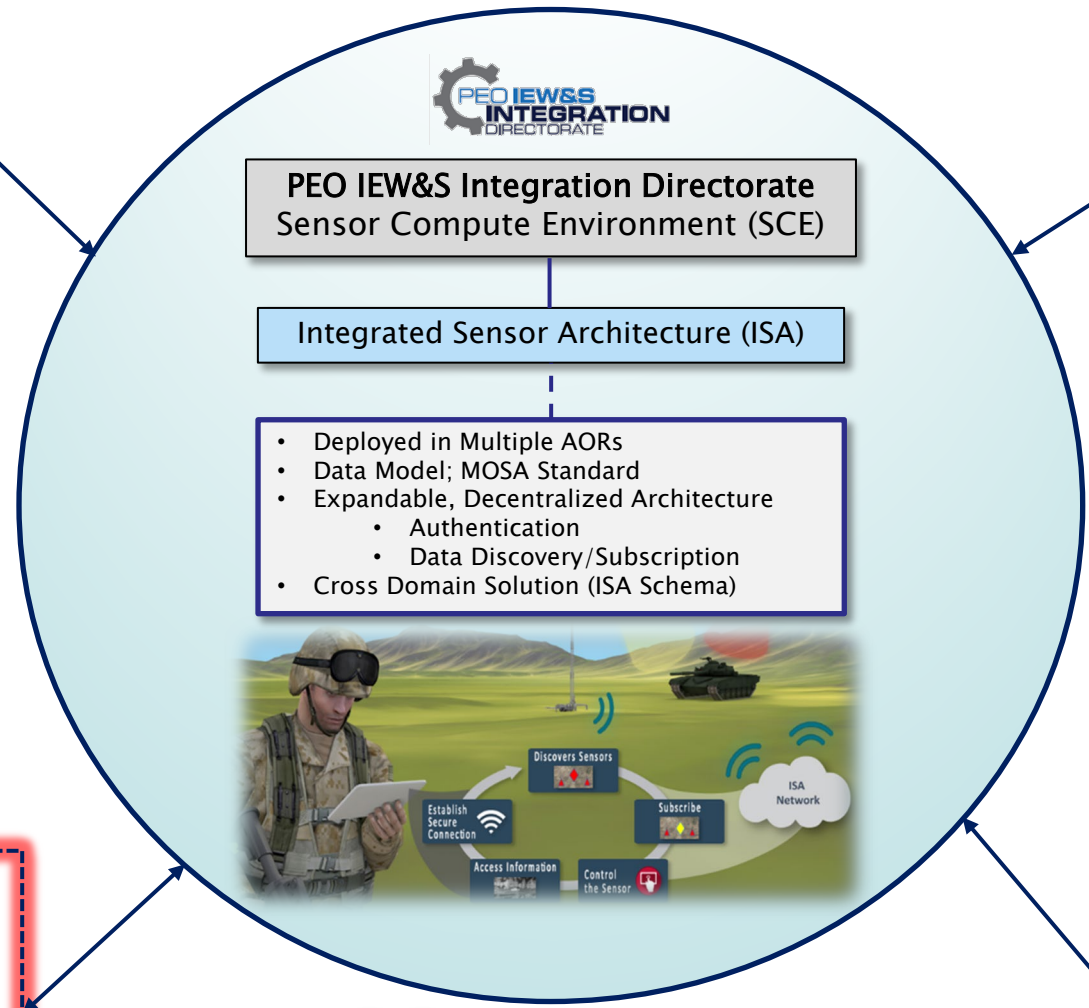 PEO IEW&S
INTEGRATION
DIRECTORATE
PEO IEW&S Integration Directorate
Sensor Compute Environment (SCE)
Integrated Sensor Architecture (ISA)
• Deployed in Multiple AORs
• Data Model; MOSA Standard
• Expandable, Decentralized Architecture
• Authentication
• Data Discovery/Subscription
• Cross Domain Solution (ISA Schema)
Discovers Sensors
ISA
Network
Establish
Secure
Connection
Subscribe
Access Information
Control
the Sensor